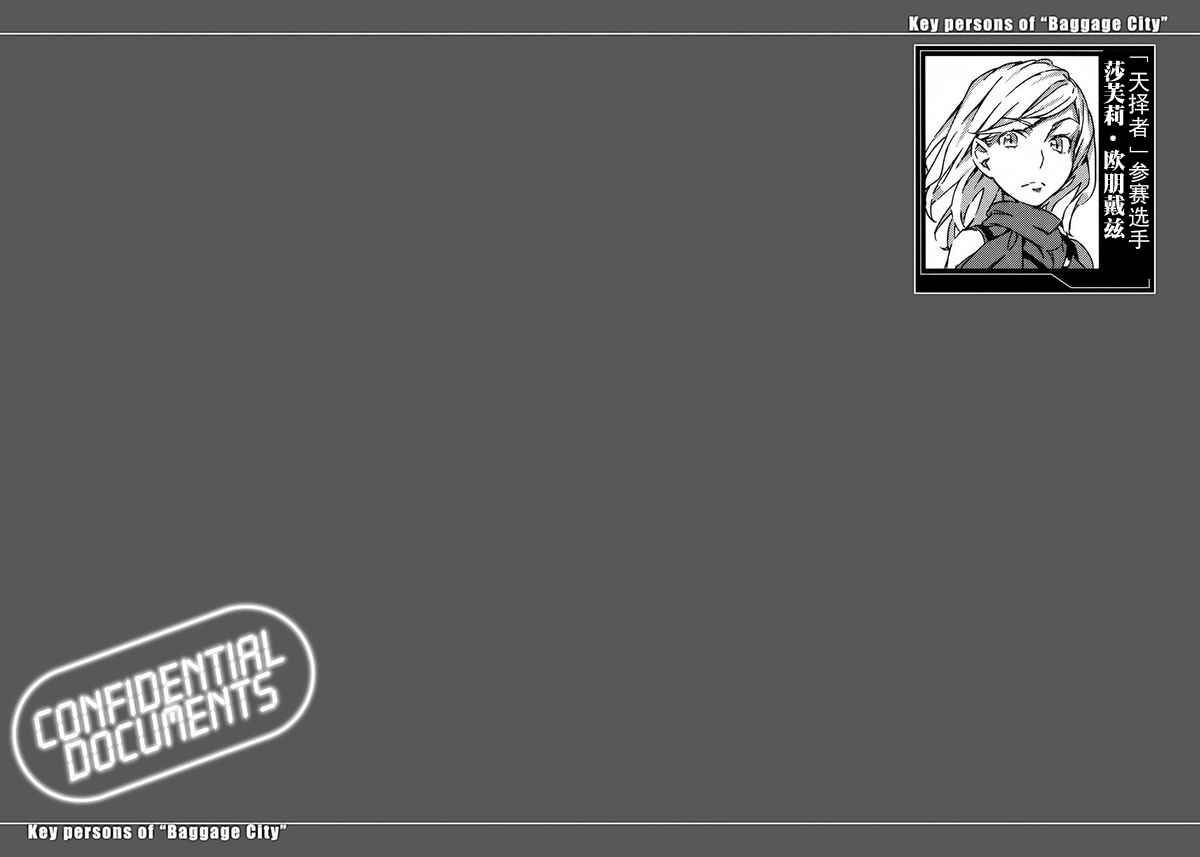 Key persons of “Baggage City”
「天择者」参赛选手
莎芙莉·欧朋戴兹
CONFIDENTIAL
DOCUMENTS
Key persons of “Baggage City”